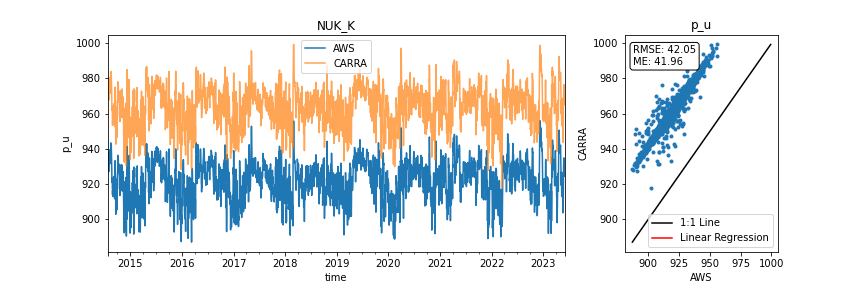 NUK_K
p_u
1000
980
960
940
920
900
p_u
2015
2016
2017
2018
2019
2020
2021
2022
2023
time
AWS
CARRA
p_u
RMSE: 42.05
ME: 41.96
1000
980
960
940
920
900
CARRA
900
925
950
975
1000
AWS
1:1 Line
Linear Regression